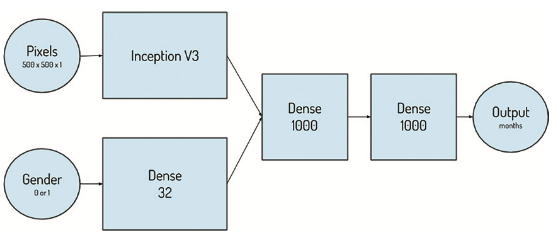 Pixels
500 x 500 x 1
Inception V3
Gender
0 or 1
Dense
32
Dense
1000
Dense
1000
Output
months